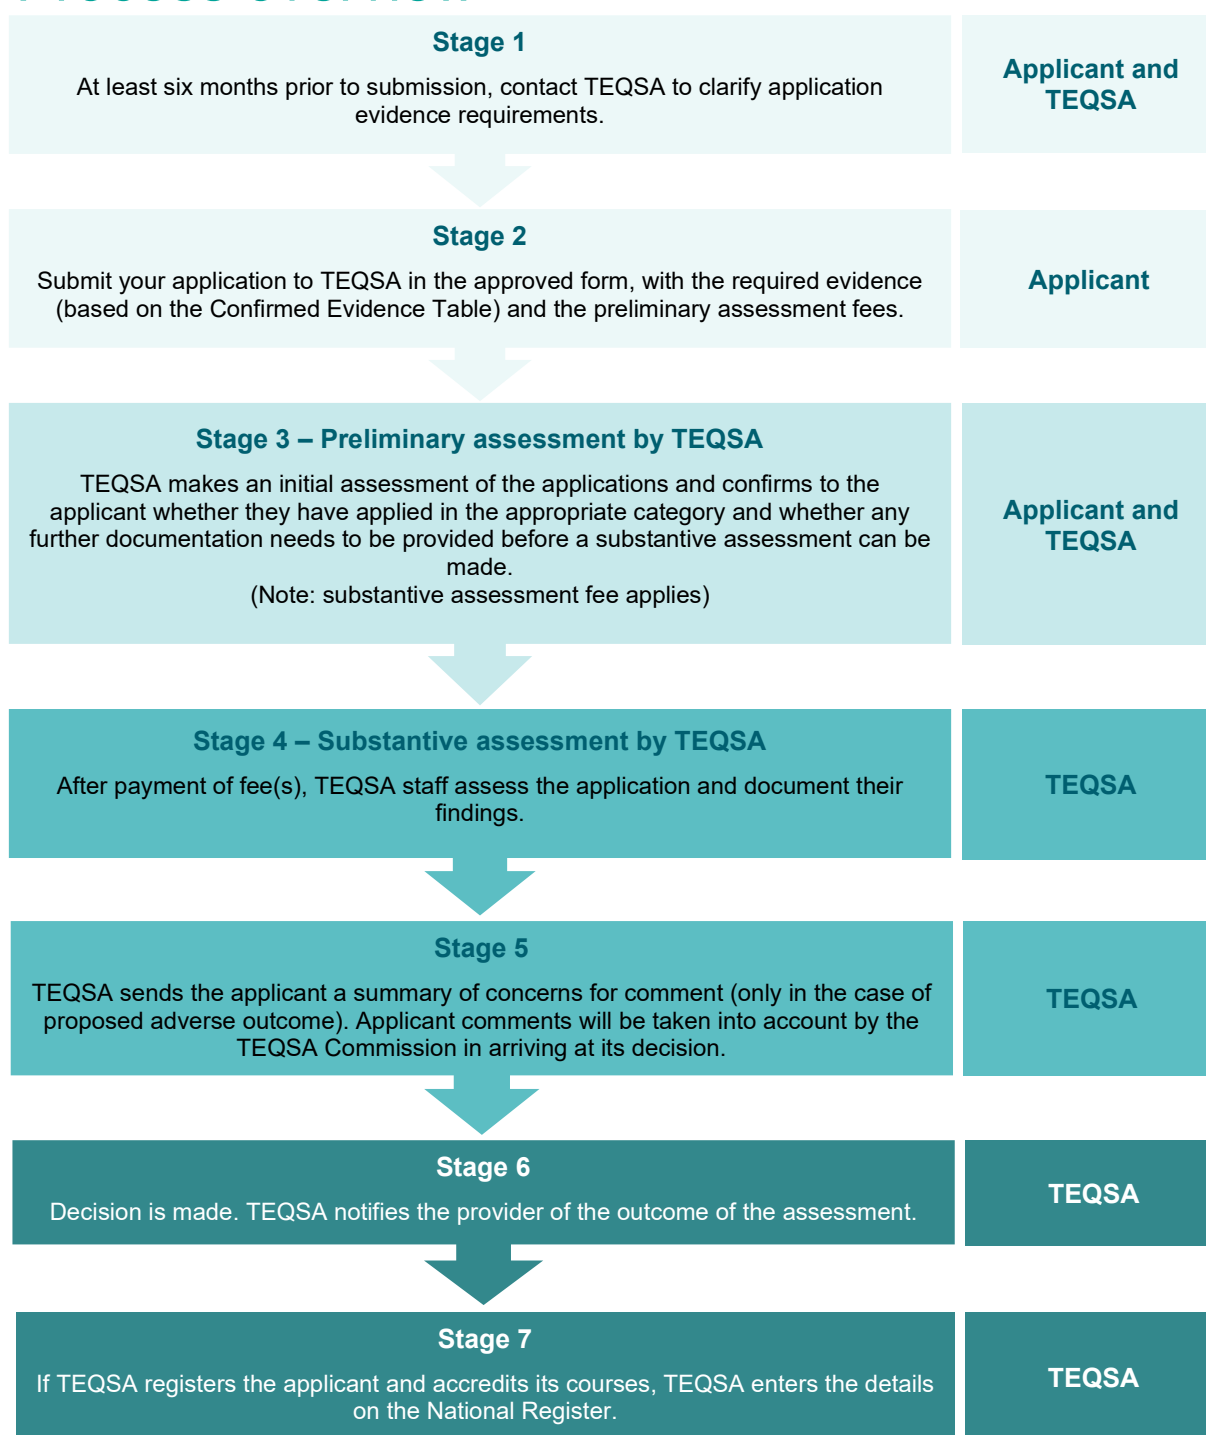 Process overview
Stage 1
At least six months prior to submission, contact TEQSA to clarify application
evidence requirements.
Applicant and
TEQSA
Stage 2
Submit your application to TEQSA in the approved form, with the required evidence
(based on the Confirmed Evidence Table) and the preliminary assessment fees.
Applicant
Stage 3 – Preliminary assessment by TEQSA
TEQSA makes an initial assessment of the applications and confirms to the
applicant whether they have applied in the appropriate category and whether any
further documentation needs to be provided before a substantive assessment can be
made.
(Note: substantive assessment fee applies)
Applicant and
TEQSA
Stage 4 – Substantive assessment by TEQSA
After payment of fee(s), TEQSA staff assess the application and document their
findings.
TEQSA
Stage 5
TEQSA sends the applicant a summary of concerns for comment (only in the case of
proposed adverse outcome). Applicant comments will be taken into account by the
TEQSA Commission in arriving at its decision.
TEQSA
Stage 6
Decision is made. TEQSA notifies the provider of the outcome of the assessment.
TEQSA
Stage 7
If TEQSA registers the applicant and accredits its courses, TEQSA enters the details
on the National Register.
TEQSA